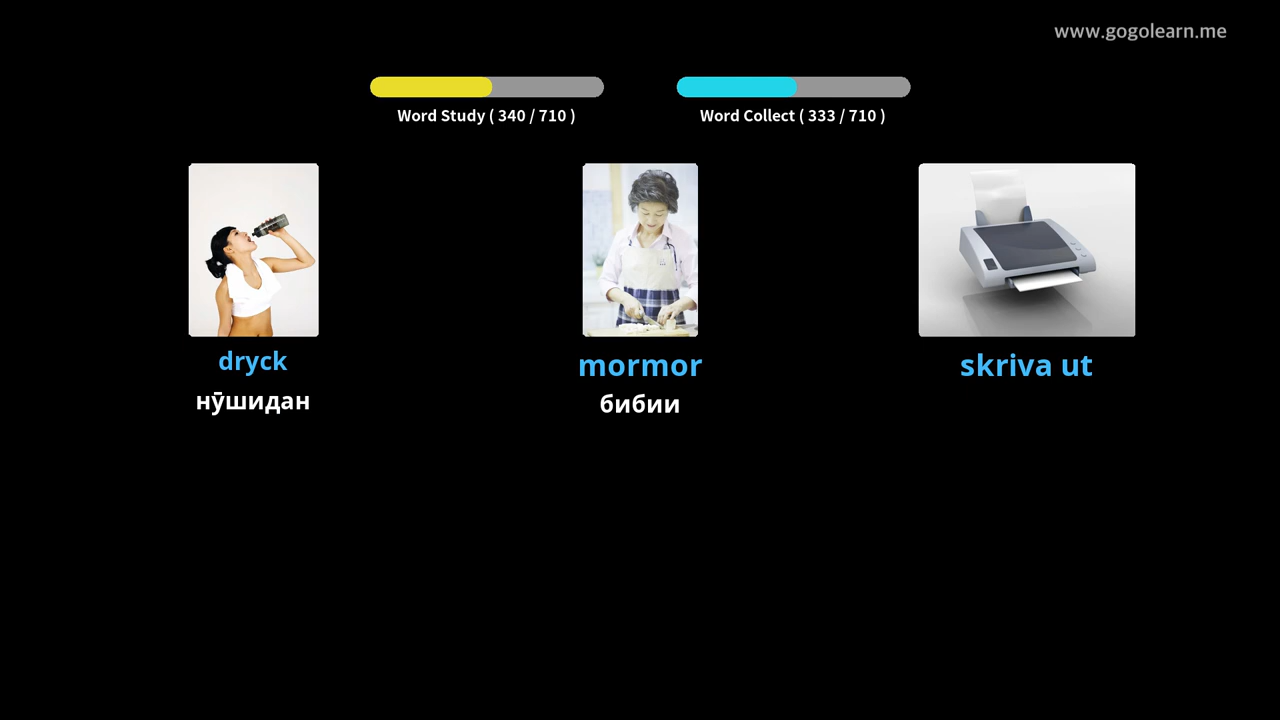 www.gogolearn.me
Word Study ( 340 / 710 )
Word Collect ( 333 / 710 )
dryck
mormor
skriva ut
нӯшидан
бибии